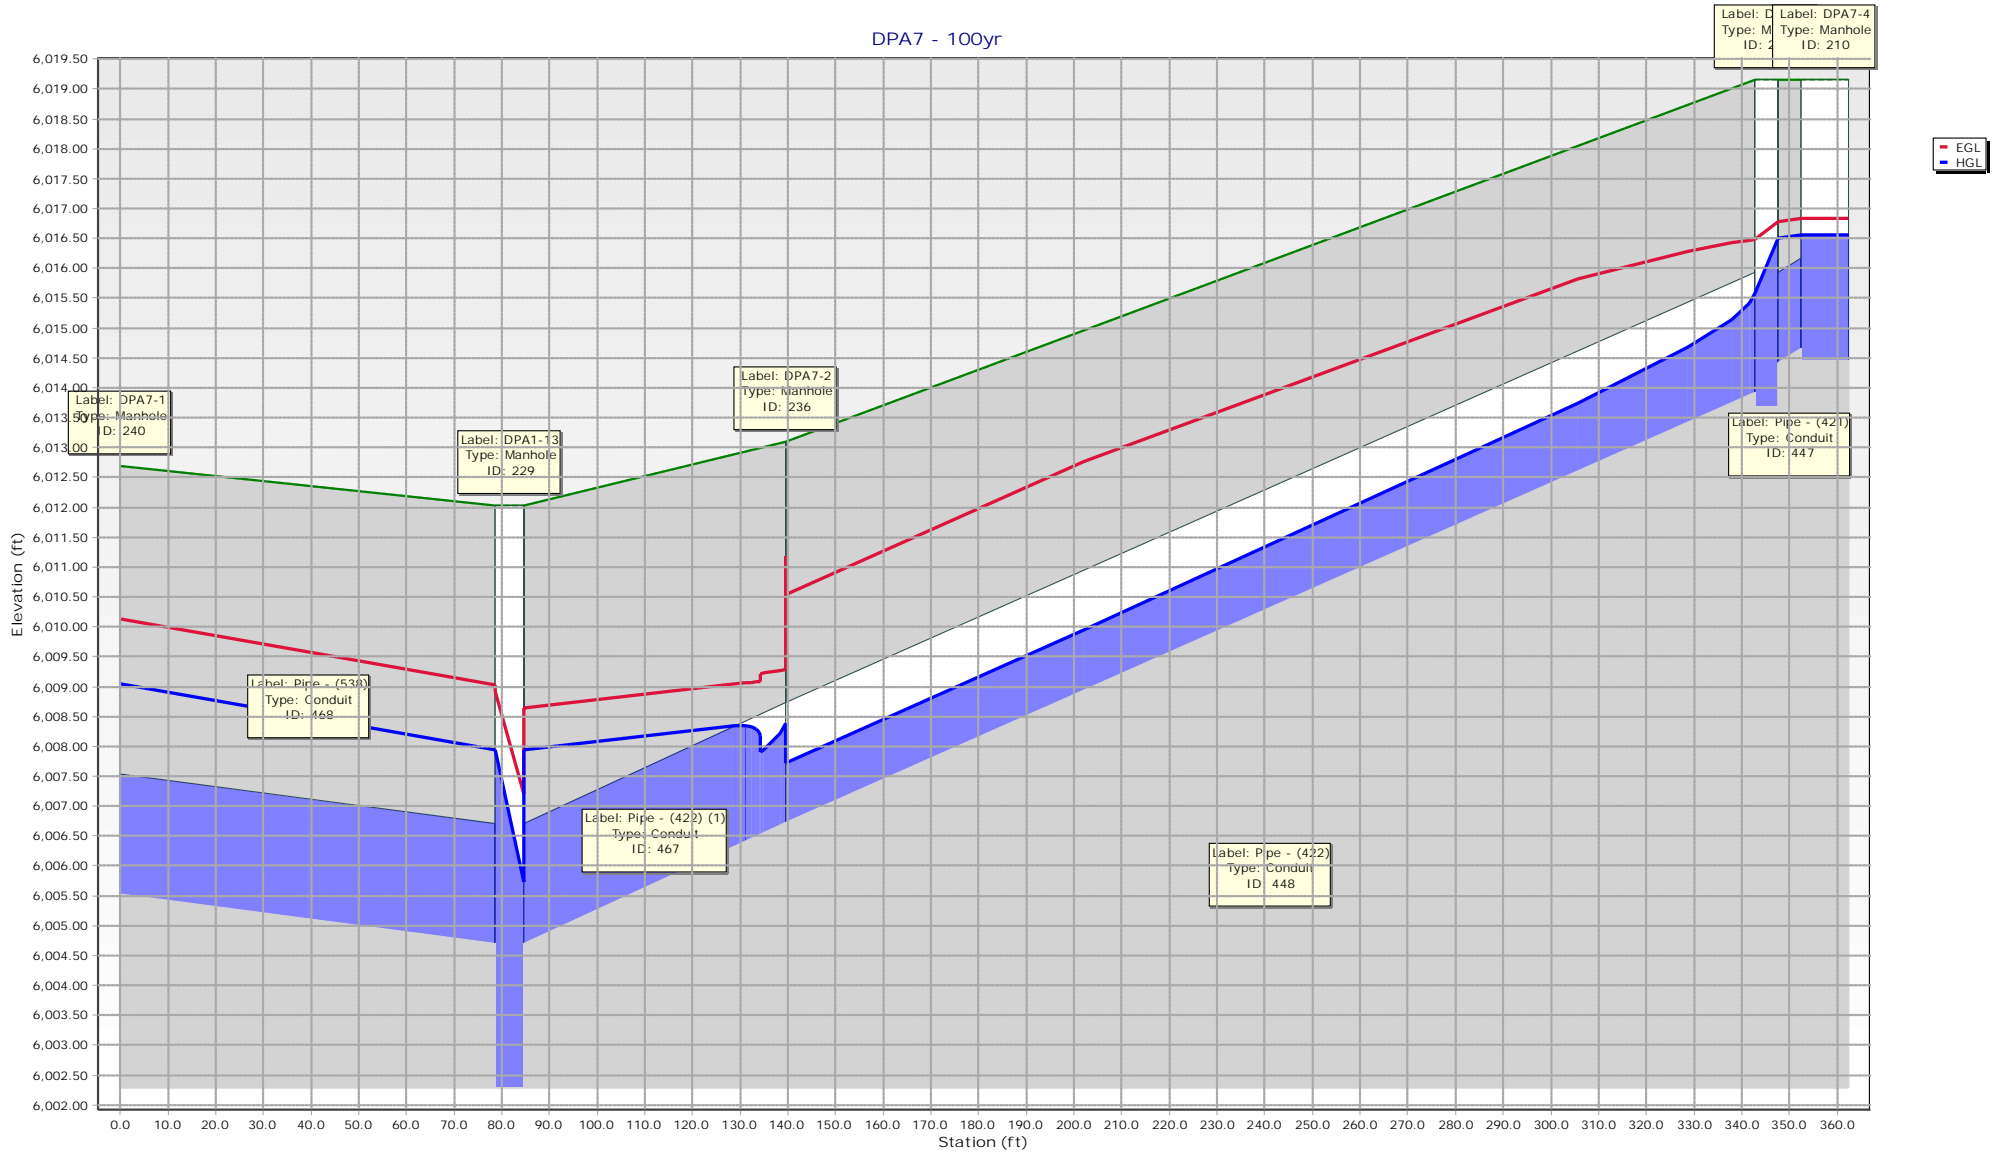 DPA7 - 100yr
Label: D
Type: M
ID: 2
Label: DPA7-4
Type: Manhole
ID: 210
EGL
HGL
Elevation (ft)
6,019.50
6,019.00
6,018.50
6,018.00
6,017.50
6,017.00
6,016.50
6,016.00
6,015.50
6,015.00
6,014.50
6,014.00
6,013.50
6,013.00
6,012.50
6,012.00
6,011.50
6,011.00
6,010.50
6,010.00
6,009.50
6,009.00
6,008.50
6,008.00
6,007.50
6,007.00
6,006.50
6,006.00
6,005.50
6,005.00
6,004.50
6,004.00
6,003.50
6,003.00
6,002.50
6,002.00
Label: DPA7-1
Type: Manhole
ID: 240
Label: DPA1-13
Type: Manhole
ID: 229
Label: DPA7-2
Type: Manhole
ID: 236
Label: Pipe - (421)
Type: Conduit
ID: 447
Label: Pipe - (538)
Type: Conduit
ID: 468
Label: Pipe - (422) (1)
Type: Conduit
ID: 467
Label: Pipe - (422)
Type: Conduit
ID: 448
0.0 10.0 20.0 30.0 40.0 50.0 60.0 70.0 80.0 90.0 100.0 110.0 120.0 130.0 140.0 150.0 160.0 170.0 180.0 190.0 200.0 210.0 220.0 230.0 240.0 250.0 260.0 270.0 280.0 290.0 300.0 310.0 320.0 330.0 340.0 350.0 360.0
Station (ft)